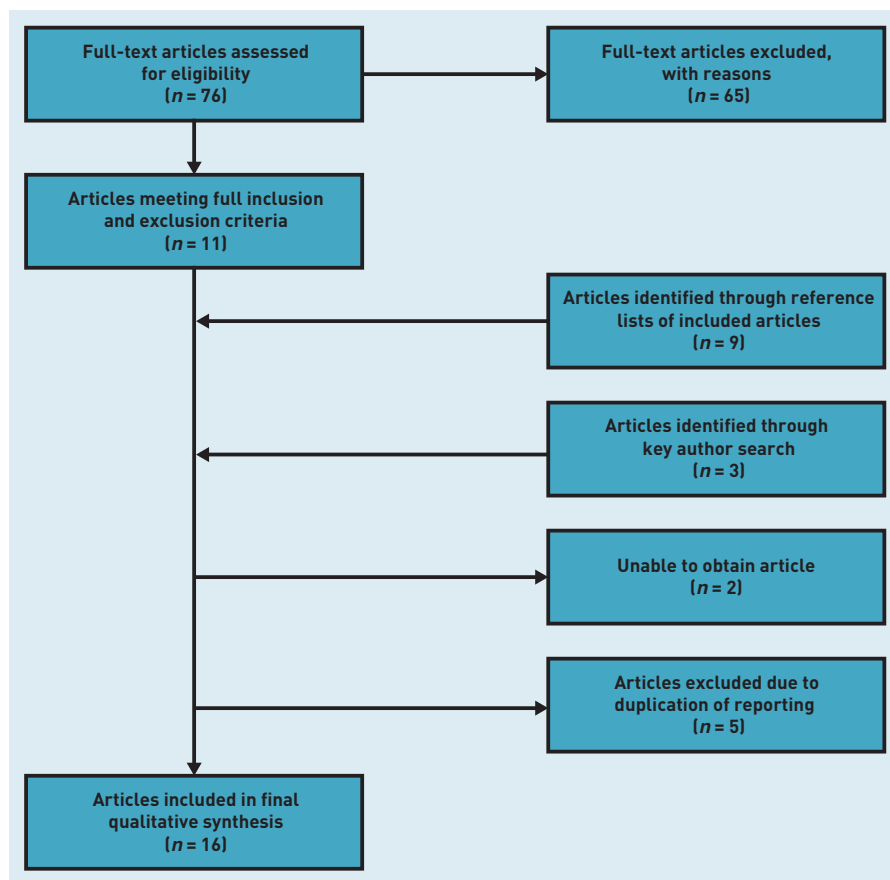 Full-text articles assessed
for eligibility
(n = 76)
Full-text articles excluded,
with reasons
(n = 65)
Articles meeting full inclusion
and exclusion criteria
(n = 11)
Articles identified through reference
lists of included articles
(n = 9)
Articles identified through
key author search
(n = 3)
Unable to obtain article
(n = 2)
Articles excluded due to
duplication of reporting
(n = 5)
Articles included in final
qualitative synthesis
(n = 16)